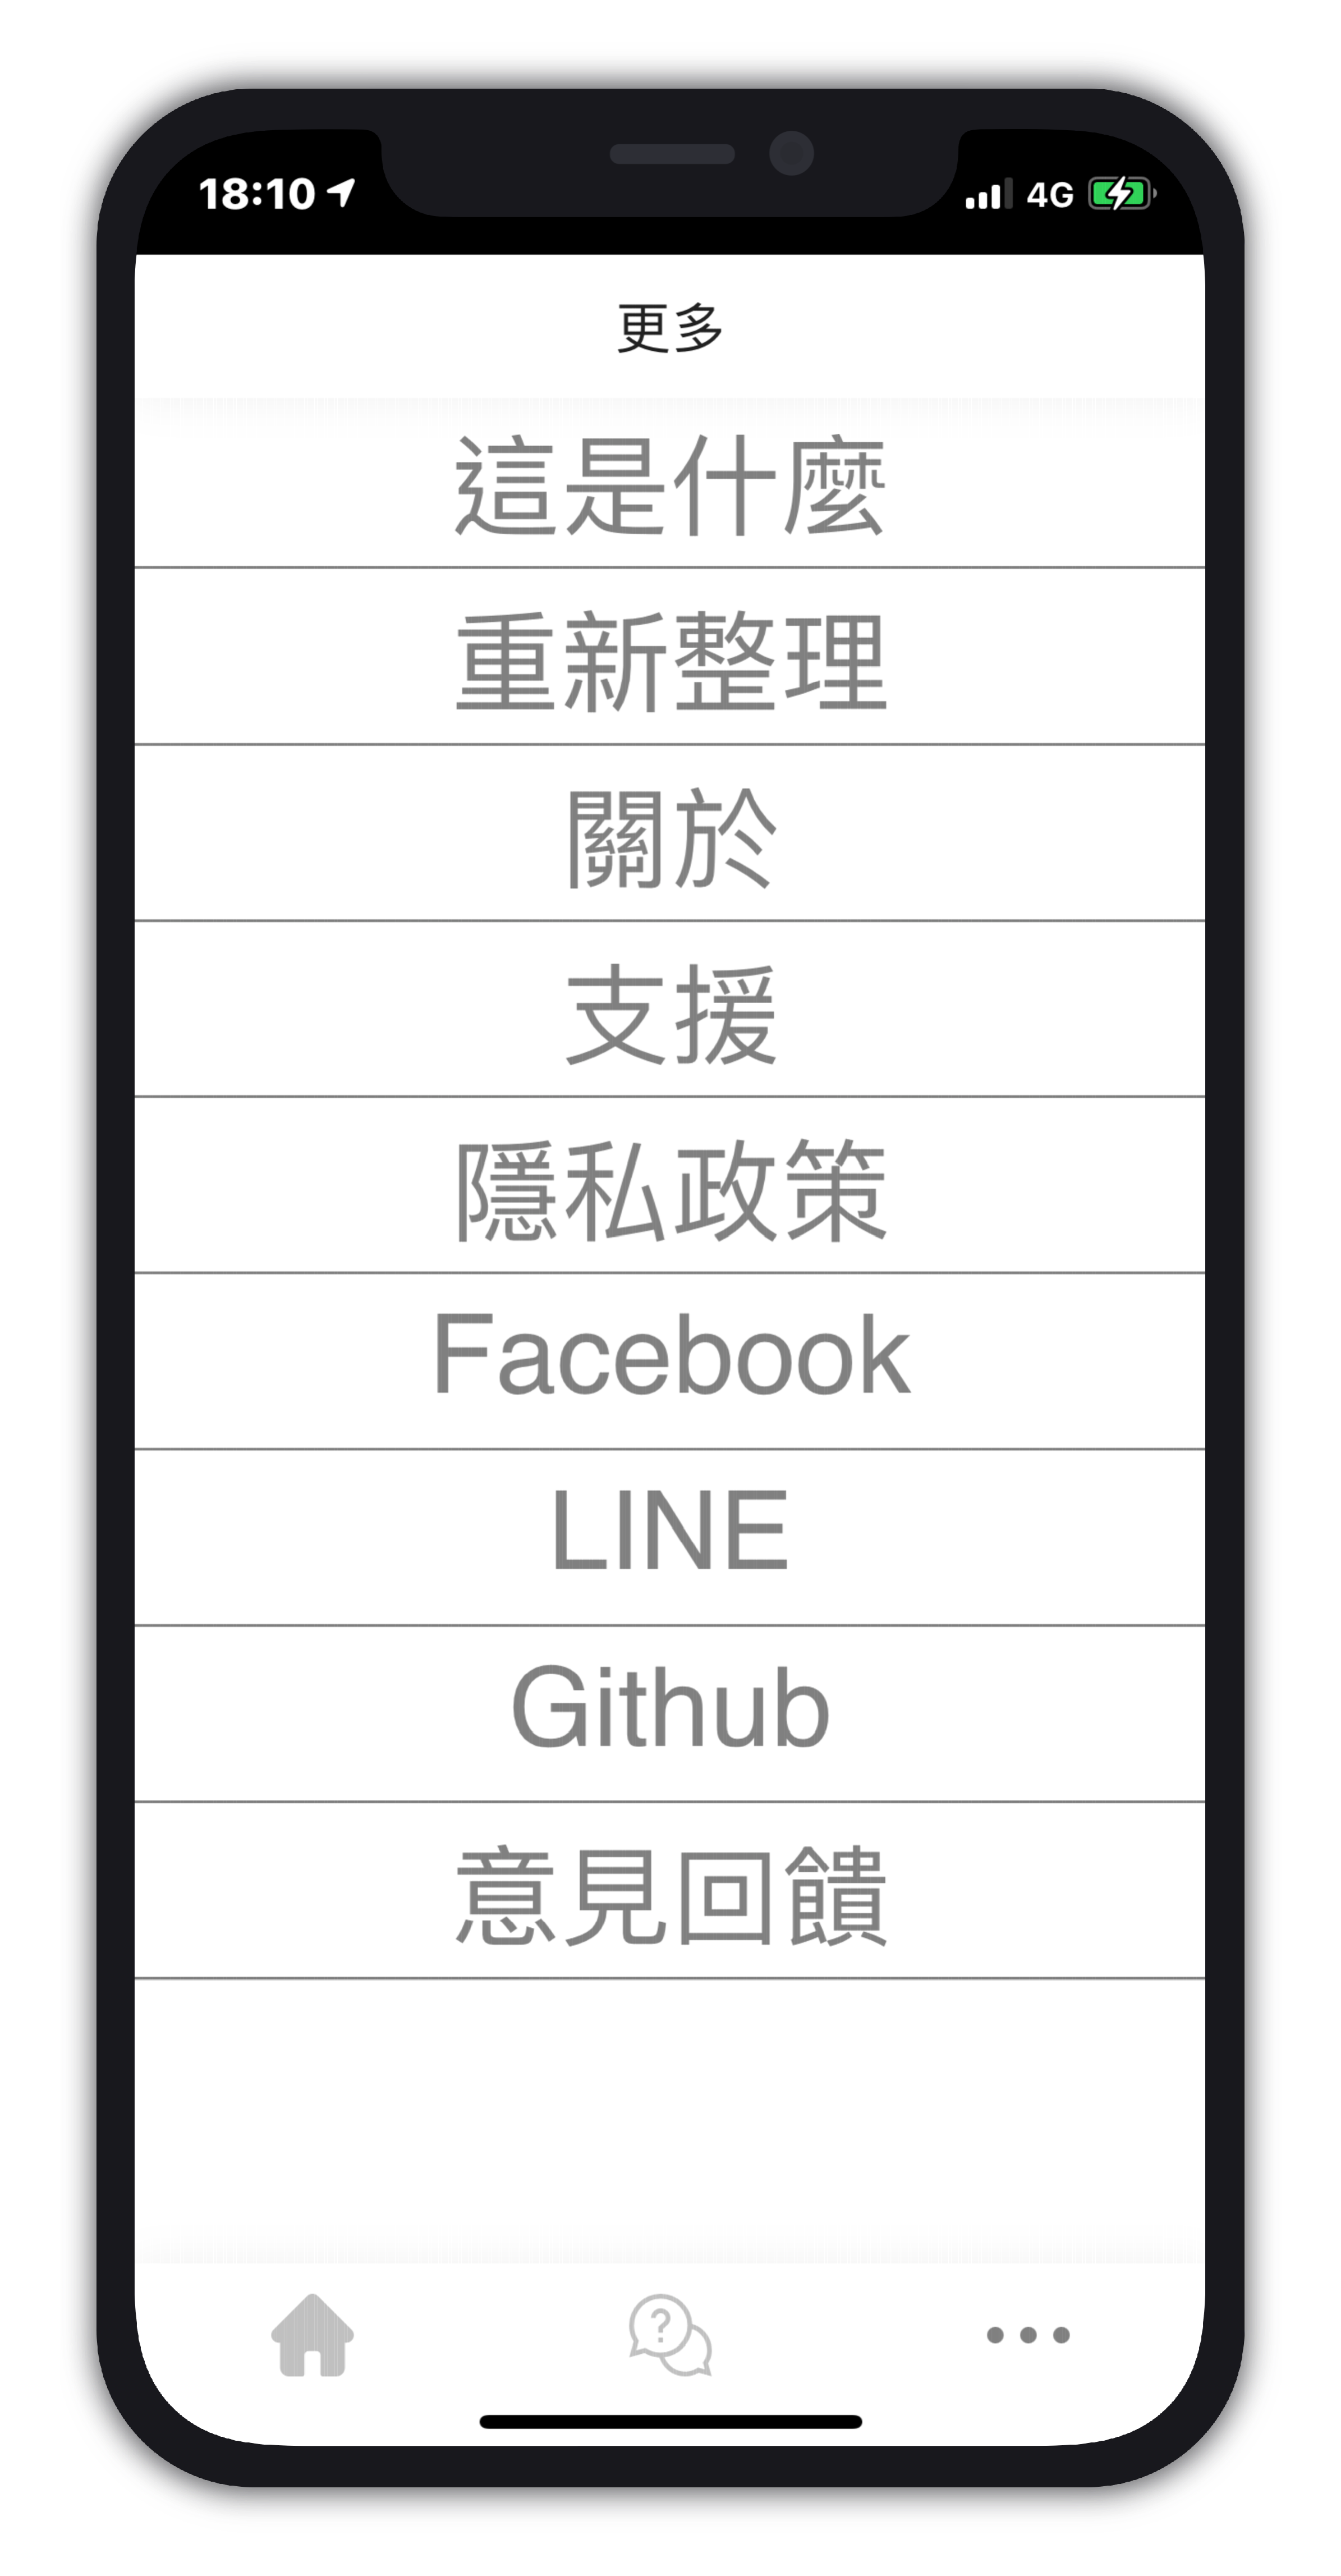 18:10
4G
更多
這是什麼
重新整理
關於
支援
隱私政策
Facebook
LINE
Github
意見回饋
?